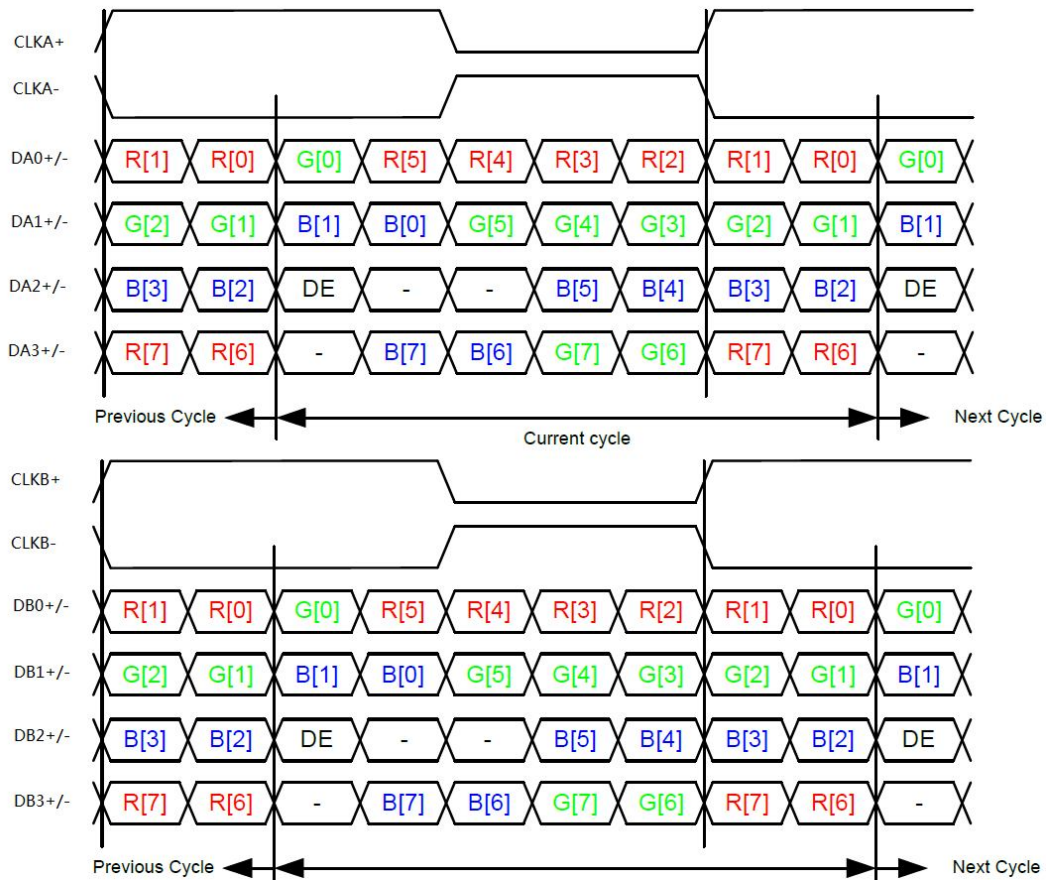 CLKA+
CLKA-
DA0+/- R[1] R[0] G[0] R[5] R[4] R[3] R[2] R[1] R[0] G[0]
DA1+/- G[2] G[1] B[1] B[0] G[5] G[4] G[3] G[2] G[1] B[1]
DA2+/- B[3] B[2] DE - - B[5] B[4] B[3] B[2] DE
DA3+/- R[7] R[6] - B[7] B[6] G[7] G[6] R[7] R[6] -
Previous Cycle Current cycle Next Cycle
CLKB+
CLKB-
DB0+/- R[1] R[0] G[0] R[5] R[4] R[3] R[2] R[1] R[0] G[0]
DB1+/- G[2] G[1] B[1] B[0] G[5] G[4] G[3] G[2] G[1] B[1]
DB2+/- B[3] B[2] DE - - B[5] B[4] B[3] B[2] DE
DB3+/- R[7] R[6] - B[7] B[6] G[7] G[6] R[7] R[6] -
Previous Cycle Next Cycle